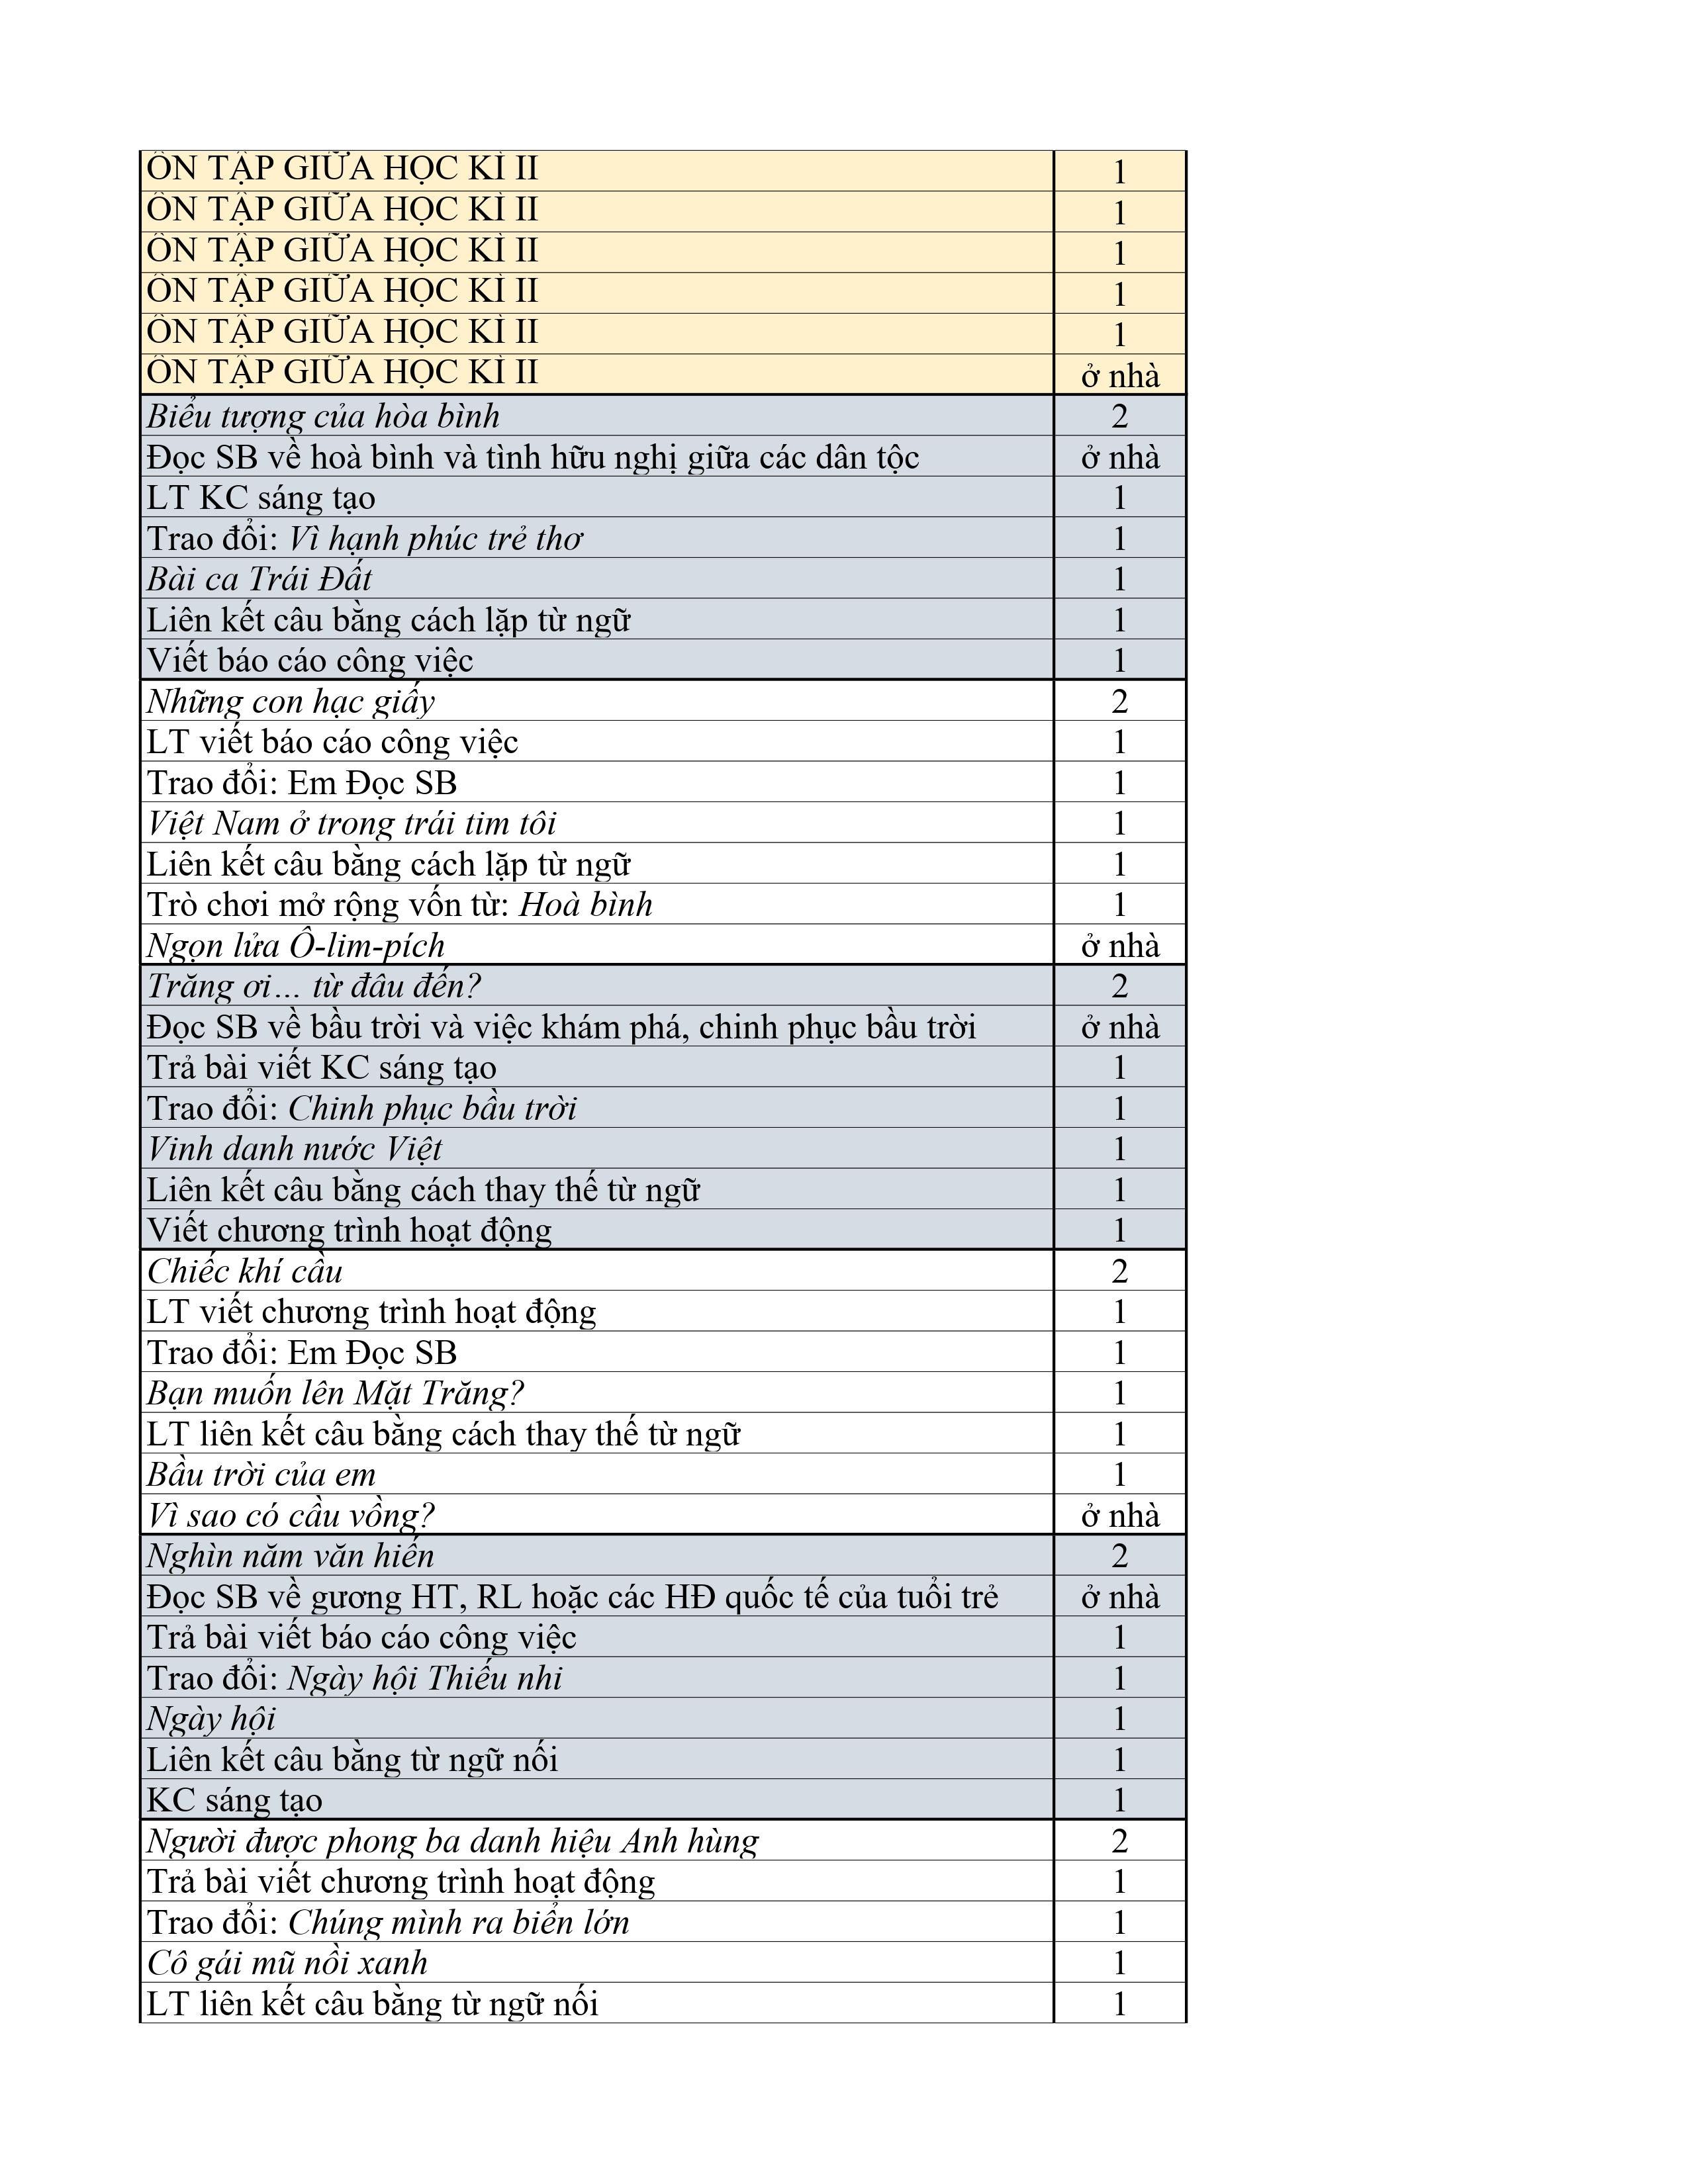 ÔN TẬP GIỮA HỌC KÌ II 1
ÔN TẬP GIỮA HỌC KÌ II 1
ÔN TẬP GIỮA HỌC KÌ II 1
ÔN TẬP GIỮA HỌC KÌ II 1
ÔN TẬP GIỮA HỌC KÌ II 1
ÔN TẬP GIỮA HỌC KÌ II ở nhà
Biểu tượng của hòa bình 2
Đọc SB về hoà bình và tình hữu nghị giữa các dân tộc ở nhà
LT KC sáng tạo 1
Trao đổi: Vì hạnh phúc trẻ thơ 1
Bài ca Trái Đất 1
Liên kết câu bằng cách lặp từ ngữ 1
Viết báo cáo công việc 1
Những con hạc giấy 2
LT viết báo cáo công việc 1
Trao đổi: Em Đọc SB 1
Việt Nam ở trong trái tim tôi 1
Liên kết câu bằng cách lặp từ ngữ 1
Trò chơi mở rộng vốn từ: Hoà bình 1
Ngọn lửa Ô-lim-pích ở nhà
Trăng ơi... từ đâu đến? 2
Đọc SB về bầu trời và việc khám phá, chinh phục bầu trời ở nhà
Trả bài viết KC sáng tạo 1
Trao đổi: Chinh phục bầu trời 1
Vinh danh nước Việt 1
Liên kết câu bằng cách thay thế từ ngữ 1
Viết chương trình hoạt động 1
Chiếc khí cầu 2
LT viết chương trình hoạt động 1
Trao đổi: Em Đọc SB 1
Bạn muốn lên Mặt Trăng? 1
LT liên kết câu bằng cách thay thế từ ngữ 1
Bầu trời của em 1
Vì sao có cầu vồng? ở nhà
Nghìn năm văn hiến 2
Đọc SB về gương HT, RL hoặc các HĐ quốc tế của tuổi trẻ ở nhà
Trả bài viết báo cáo công việc 1
Trao đổi: Ngày hội Thiếu nhi 1
Ngày hội 1
Liên kết câu bằng từ ngữ nối 1
KC sáng tạo 1
Người được phong ba danh hiệu Anh hùng 2
Trả bài viết chương trình hoạt động 1
Trao đổi: Chúng mình ra biển lớn 1
Cô gái mũ nồi xanh 1
LT liên kết câu bằng từ ngữ nối 1